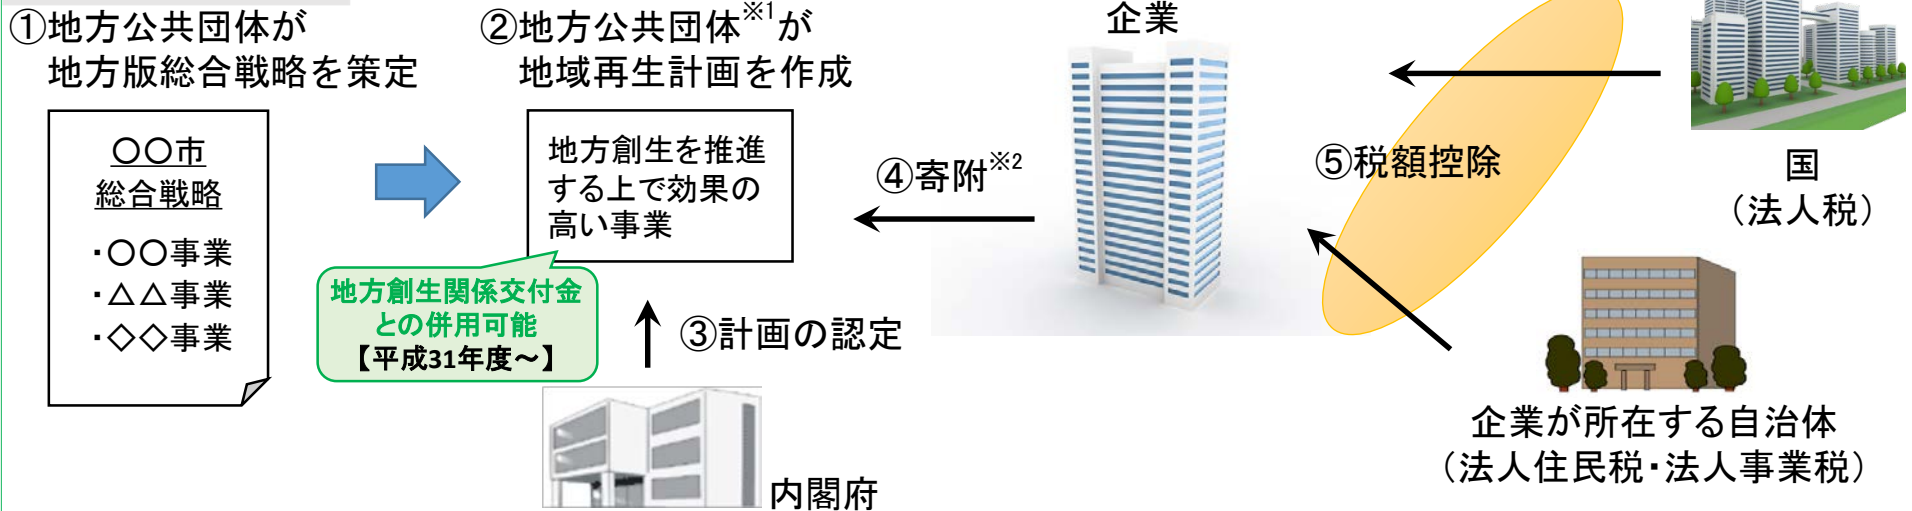 ①地方公共団体が
地方版総合戦略を策定
〇〇市
総合戦略
・〇〇事業
・△△事業
・◇◇事業
②地方公共団体※1が
地域再生計画を作成
地方創生を推進
する上で効果の
高い事業
地方創生関係交付金
との併用可能
【平成31年度～】
③計画の認定
内閣府
④寄附※2
企業
⑤税額控除
国
（法人税）
企業が所在する自治体
（法人住民税・法人事業税）